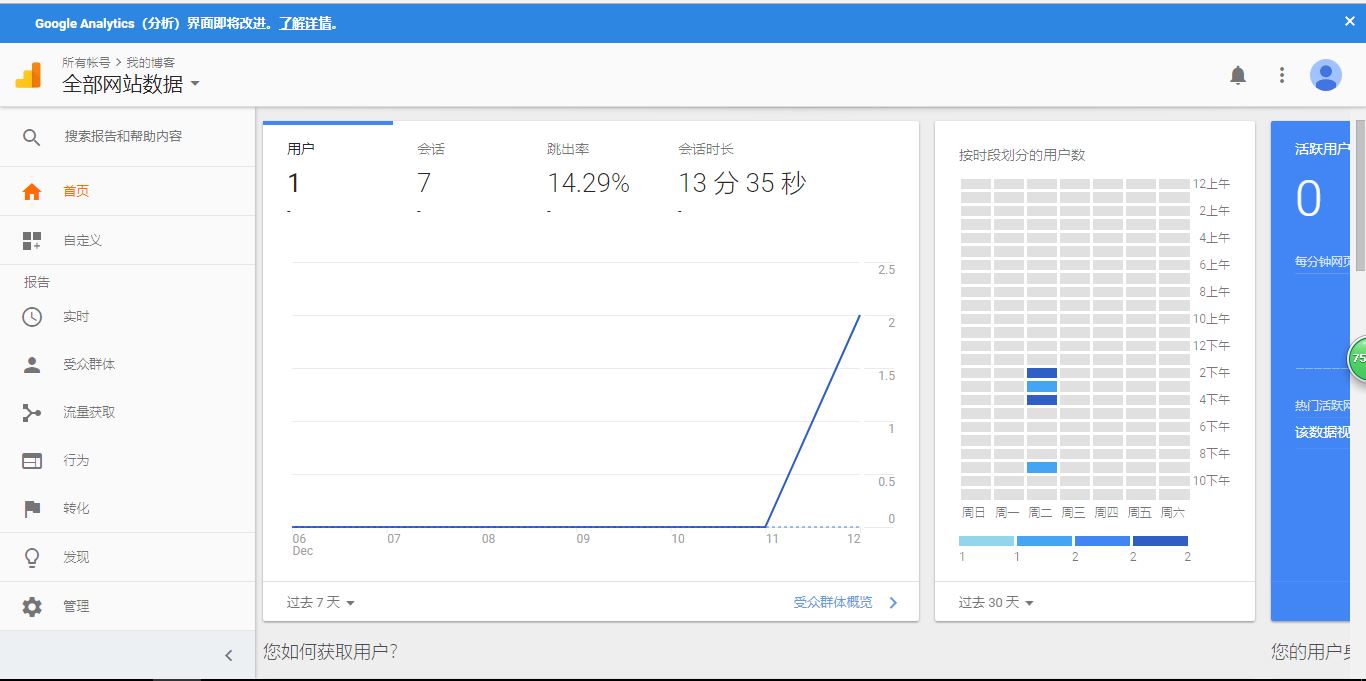 Google Analytics（分析）界面即将改进。了解详情。
所有帐号 > 我的博客
全部网站数据
搜索报告和帮助内容
首页
自定义
报告
实时
受众群体
流量获取
行为
转化
发现
管理
用户 会话 跳出率 会话时长
1 7 14.29% 13 分 35 秒
- - - -
2.5
2
1.5
1
0.5
0
06 07 08 09 10 11 12
Dec
过去 7 天
受众群体概览
按时段划分的用户数
12上午
2上午
4上午
6上午
8上午
10上午
12下午
2下午
4下午
6下午
8下午
10下午
周日 周一 周二 周三 周四 周五 周六
1 1 2 2 2
过去 30 天
活跃用户
0
每分钟网页
热门活跃网
该数据视
75
您如何获取用户?
您的用户